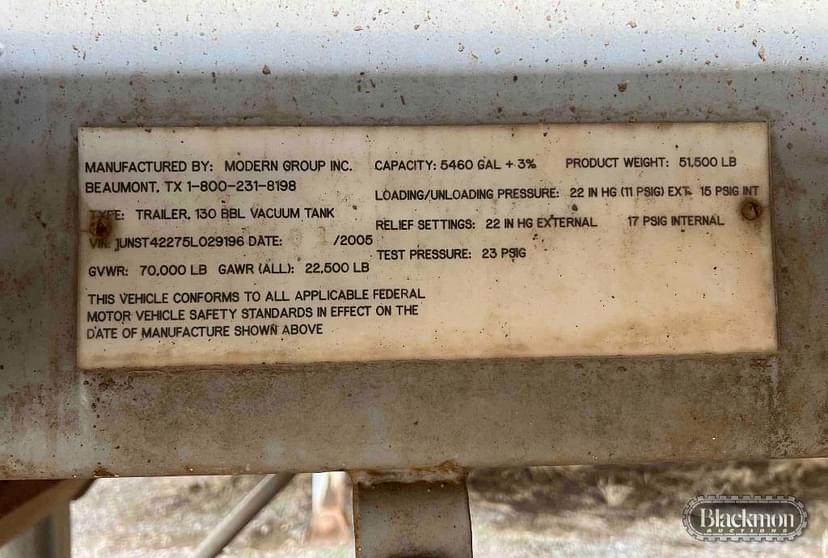 MANUFACTURED BY: MODERN GROUP INC.
BEAUMONT, TX 1-800-231-8198
TYPE: TRAILER, 130 BBL VACUUM TANK
VIN: 1UNST42275L029196 DATE: /2005
GVWR: 70,000 LB GAWR (ALL): 22,500 LB
THIS VEHICLE CONFORMS TO ALL APPLICABLE FEDERAL
MOTOR VEHICLE SAFETY STANDARDS IN EFFECT ON THE
DATE OF MANUFACTURE SHOWN ABOVE
CAPACITY: 5460 GAL + 3% PRODUCT WEIGHT: 51,500 LB
LOADING/UNLOADING PRESSURE: 22 IN HG (11 PSIG) EXT. 15 PSIG INT
RELIEF SETTINGS: 22 IN HG EXTERNAL 17 PSIG INTERNAL
TEST PRESSURE: 23 PSIG
Blackmon
AUCTIONS